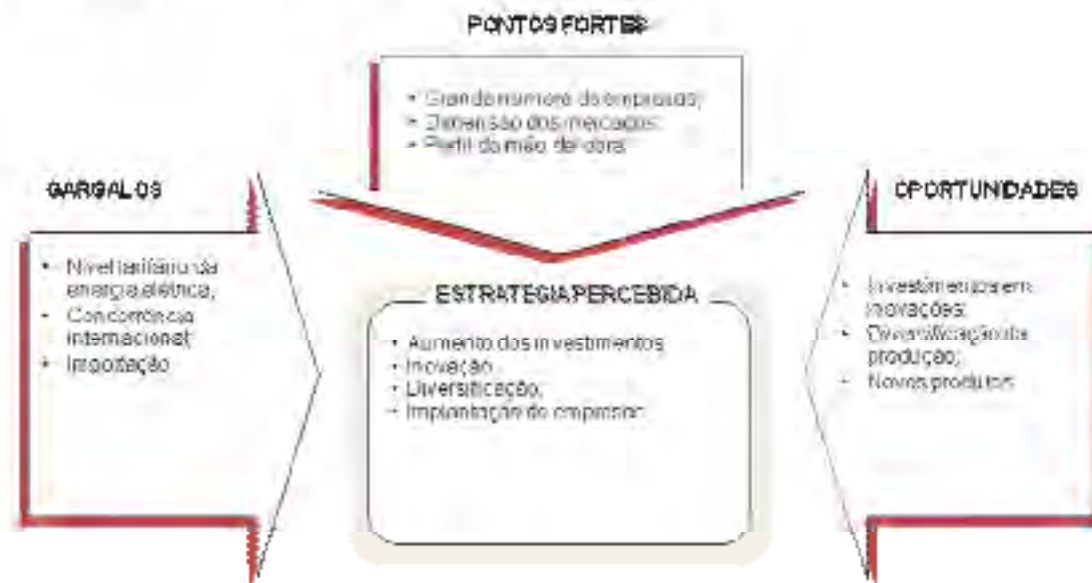 PONTOS FORTES
• Grande número de empresas;
• Dimensão dos mercados;
• Perfil da mão de obra
GARGALOS
• Nível tarifário da
energia elétrica;
• Concorrência
internacional;
• Importação
ESTRATÉGIA PERCEBIDA
• Aumento dos investimentos
• Inovação
• Diversificação;
• Implantação de empresas
OPORTUNIDADES
• Investimentos em
inovações;
• Diversificação da
produção;
• Novos produtos